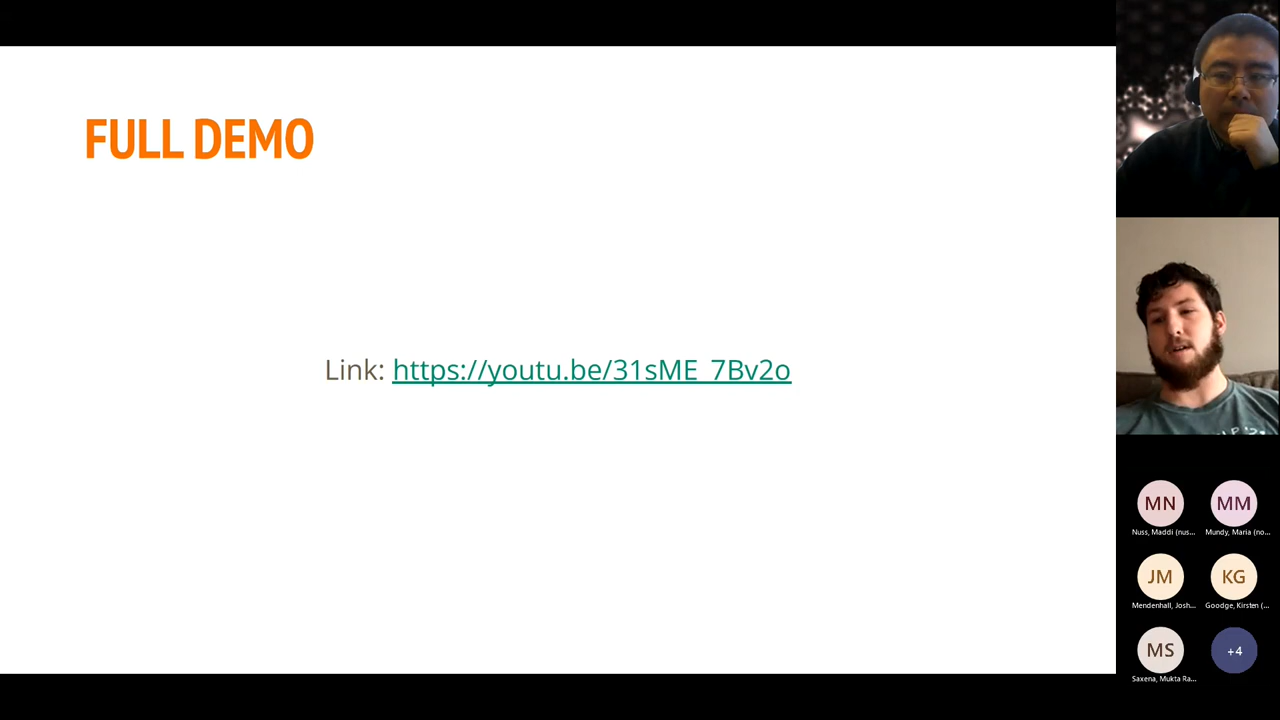 FULL DEMO
Link: https://youtu.be/31sME_7Bv2o
MN
MM
Nuss, Maddi (nus...
Mundy, Maria (no...
JM
KG
Mendenhall, Josh...
Goodge, Kirsten (...
MS
+4
Saxena, Mukta Ra...